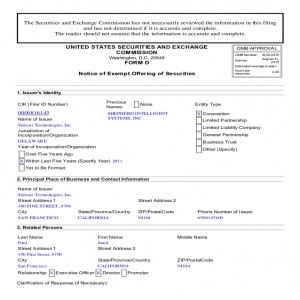 The Securities and Exchange Commission has not necessarily reviewed the information in this filing
and has not determined if it is accurate and complete.
The reader should not assume that the information is accurate and complete.
UNITED STATES SECURITIES AND EXCHANGE
COMMISSION
Washington, D.C. 20549
FORM D
Notice of Exempt Offering of Securities
OMB APPROVAL
OMB Number: 3235-0076
Expires:
Estimated average burden
hours per
response: 4.00
1. Issuer's Identity
CIK (Filer ID Number)
Previous
Names
None
Entity Type
0000816145
SHEPHERD INTELLIGENT
SYSTEMS, INC
X Corporation
Name of Issuer
Limited Partnership
Technologies, Inc.
Limited Liability Company
Jurisdiction of
Incorporation/Organization
General Partnership
DELAWARE
Business Trust
Year of Incorporation/Organization
Other (Specify)
Over Five Years Ago
X Within Last Five Years (Specify Year) 2011
Yet to Be Formed
2. Principal Place of Business and Contact Information
Name of Issuer
Technologies, Inc.
Street Address 1
Street Address 2
340 PINE STREET, #700
City
State/Province/Country
ZIP/PostalCode
Phone Number of Issuer
SAN FRANCISCO
CALIFORNIA
94104
3. Related Persons
Last Name
First Name
Middle Name
Paul
Street Address 1
Street Address 2
350 Pine St. #700
City
State/Province/Country
ZIP/PostalCode
San Francisco
CALIFORNIA
94104
Relationship: X Executive Officer X Director Promoter
Clarification of Response (if Necessary):